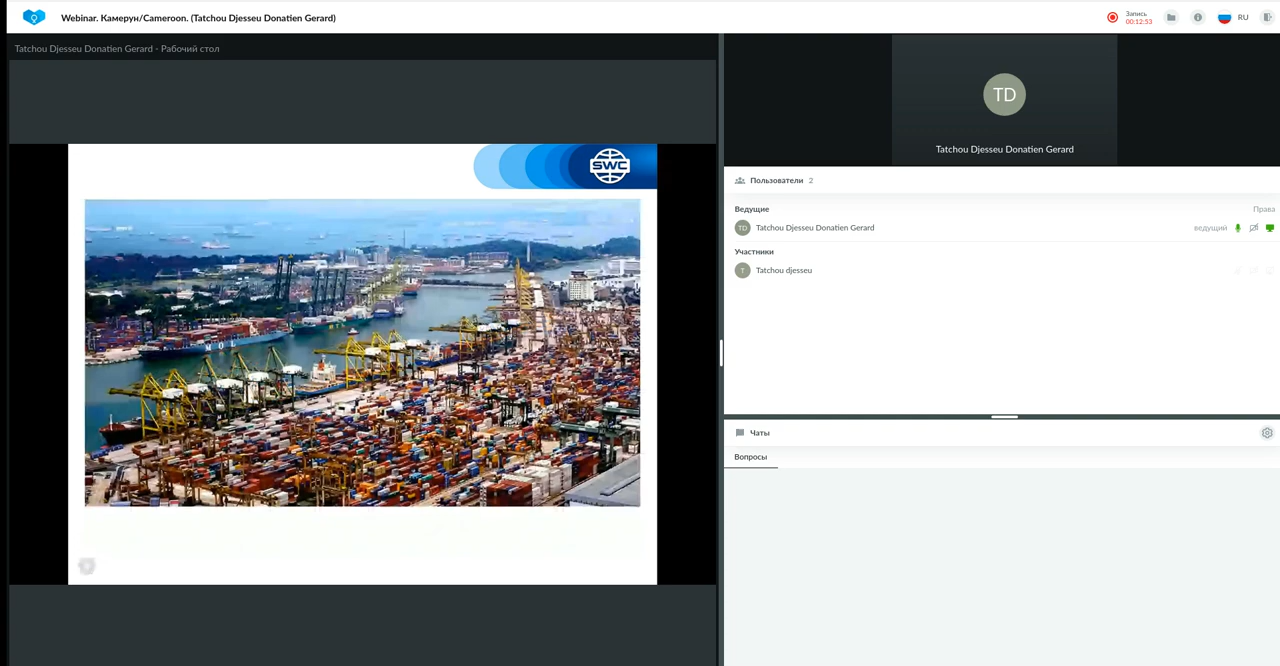 Webinar. Камерун/Cameroon. (Tatchou Djesseu Donatien Gerard)
Запись
00:12:53
RU
Tatchou Djesseu Donatien Gerard - Рабочий стол
SWC
MOL
TD
Tatchou Djesseu Donatien Gerard
Пользователи 2
Ведущие Права
TD Tatchou Djesseu Donatien Gerard ведущий
Участники
T Tatchou djesseu
Чаты
Вопросы